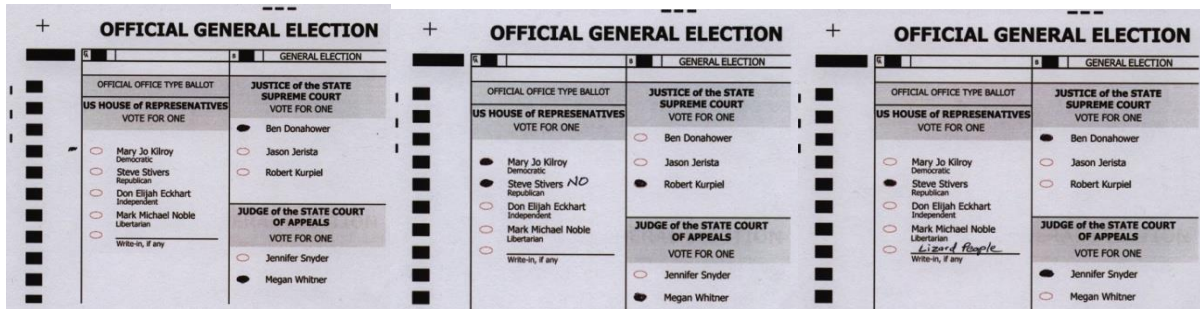 OFFICIAL GENERAL ELECTION
GENERAL ELECTION
OFFICIAL OFFICE TYPE BALLOT
US HOUSE of REPRESENATIVES
VOTE FOR ONE
Mary Jo Kilroy
Democratic
Steve Stivers
Republican
Don Elijah Eckhart
Independent
Mark Michael Noble
Libertarian
Write-in, if any
JUSTICE of the STATE
SUPREME COURT
VOTE FOR ONE
Ben Donahower
Jason Jerista
Robert Kurpiel
JUDGE of the STATE COURT
OF APPEALS
VOTE FOR ONE
Jennifer Snyder
Megan Whitner
OFFICIAL GENERAL ELECTION
GENERAL ELECTION
OFFICIAL OFFICE TYPE BALLOT
US HOUSE of REPRESENATIVES
VOTE FOR ONE
Mary Jo Kilroy
Democratic
Steve Stivers NO
Republican
Don Elijah Eckhart
Independent
Mark Michael Noble
Libertarian
Write-in, if any
JUSTICE of the STATE
SUPREME COURT
VOTE FOR ONE
Ben Donahower
Jason Jerista
Robert Kurpiel
JUDGE of the STATE COURT
OF APPEALS
VOTE FOR ONE
Jennifer Snyder
Megan Whitner
OFFICIAL GENERAL ELECTION
GENERAL ELECTION
OFFICIAL OFFICE TYPE BALLOT
US HOUSE of REPRESENATIVES
VOTE FOR ONE
Mary Jo Kilroy
Democratic
Steve Stivers
Republican
Don Elijah Eckhart
Independent
Mark Michael Noble
Libertarian
Lizard People
Write-in, if any
JUSTICE of the STATE
SUPREME COURT
VOTE FOR ONE
Ben Donahower
Jason Jerista
Robert Kurpiel
JUDGE of the STATE COURT
OF APPEALS
VOTE FOR ONE
Jennifer Snyder
Megan Whitner